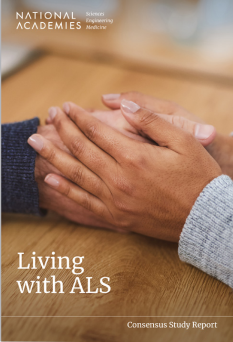 NATIONAL
ACADEMIES
Sciences
Engineering
Medicine
Living
with ALS
Consensus Study Report